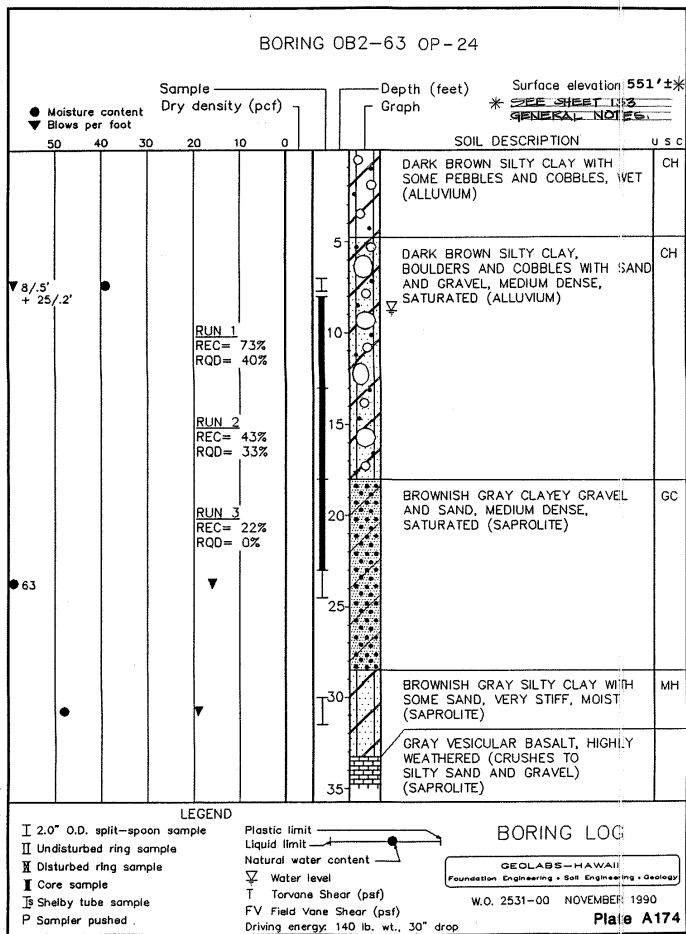 BORING OB2-63 OP-24
Sample
Depth (feet)
Surface elevation 551'±*
Dry density (pcf)
Graph
* SEE SHEET 133
GENERAL NOTES.
● Moisture content
▼ Blows per foot
SOIL DESCRIPTION
U S C
50 40 30 20 10 0
DARK BROWN SILTY CLAY WITH
SOME PEBBLES AND COBBLES, WET
(ALLUVIUM)
CH
5
DARK BROWN SILTY CLAY,
BOULDERS AND COBBLES WITH SAND
AND GRAVEL, MEDIUM DENSE,
SATURATED (ALLUVIUM)
CH
8/.5'
+ 25/.2'
10
RUN 1
REC= 73%
RQD= 40%
15
RUN 2
REC= 43%
RQD= 33%
BROWNISH GRAY CLAYEY GRAVEL
AND SAND, MEDIUM DENSE,
SATURATED (SAPROLITE)
GC
20
RUN 3
REC= 22%
RQD= 0%
63
25
30
BROWNISH GRAY SILTY CLAY WITH
SOME SAND, VERY STIFF, MOIST
(SAPROLITE)
MH
GRAY VESICULAR BASALT, HIGHLY
WEATHERED (CRUSHES TO
SILTY SAND AND GRAVEL)
(SAPROLITE)
35
LEGEND
2.0" O.D. split-spoon sample
Undisturbed ring sample
Disturbed ring sample
Core sample
Shelby tube sample
P Sampler pushed .
Plastic limit
Liquid limit
Natural water content
Water level
T Torvane Shear (psf)
FV Field Vane Shear (psf)
Driving energy: 140 lb. wt., 30" drop
BORING LOG
GEOLABS-HAWAII
Foundation Engineering • Soil Engineering • Geology
W.O. 2531-00 NOVEMBER 1990
Plate A174